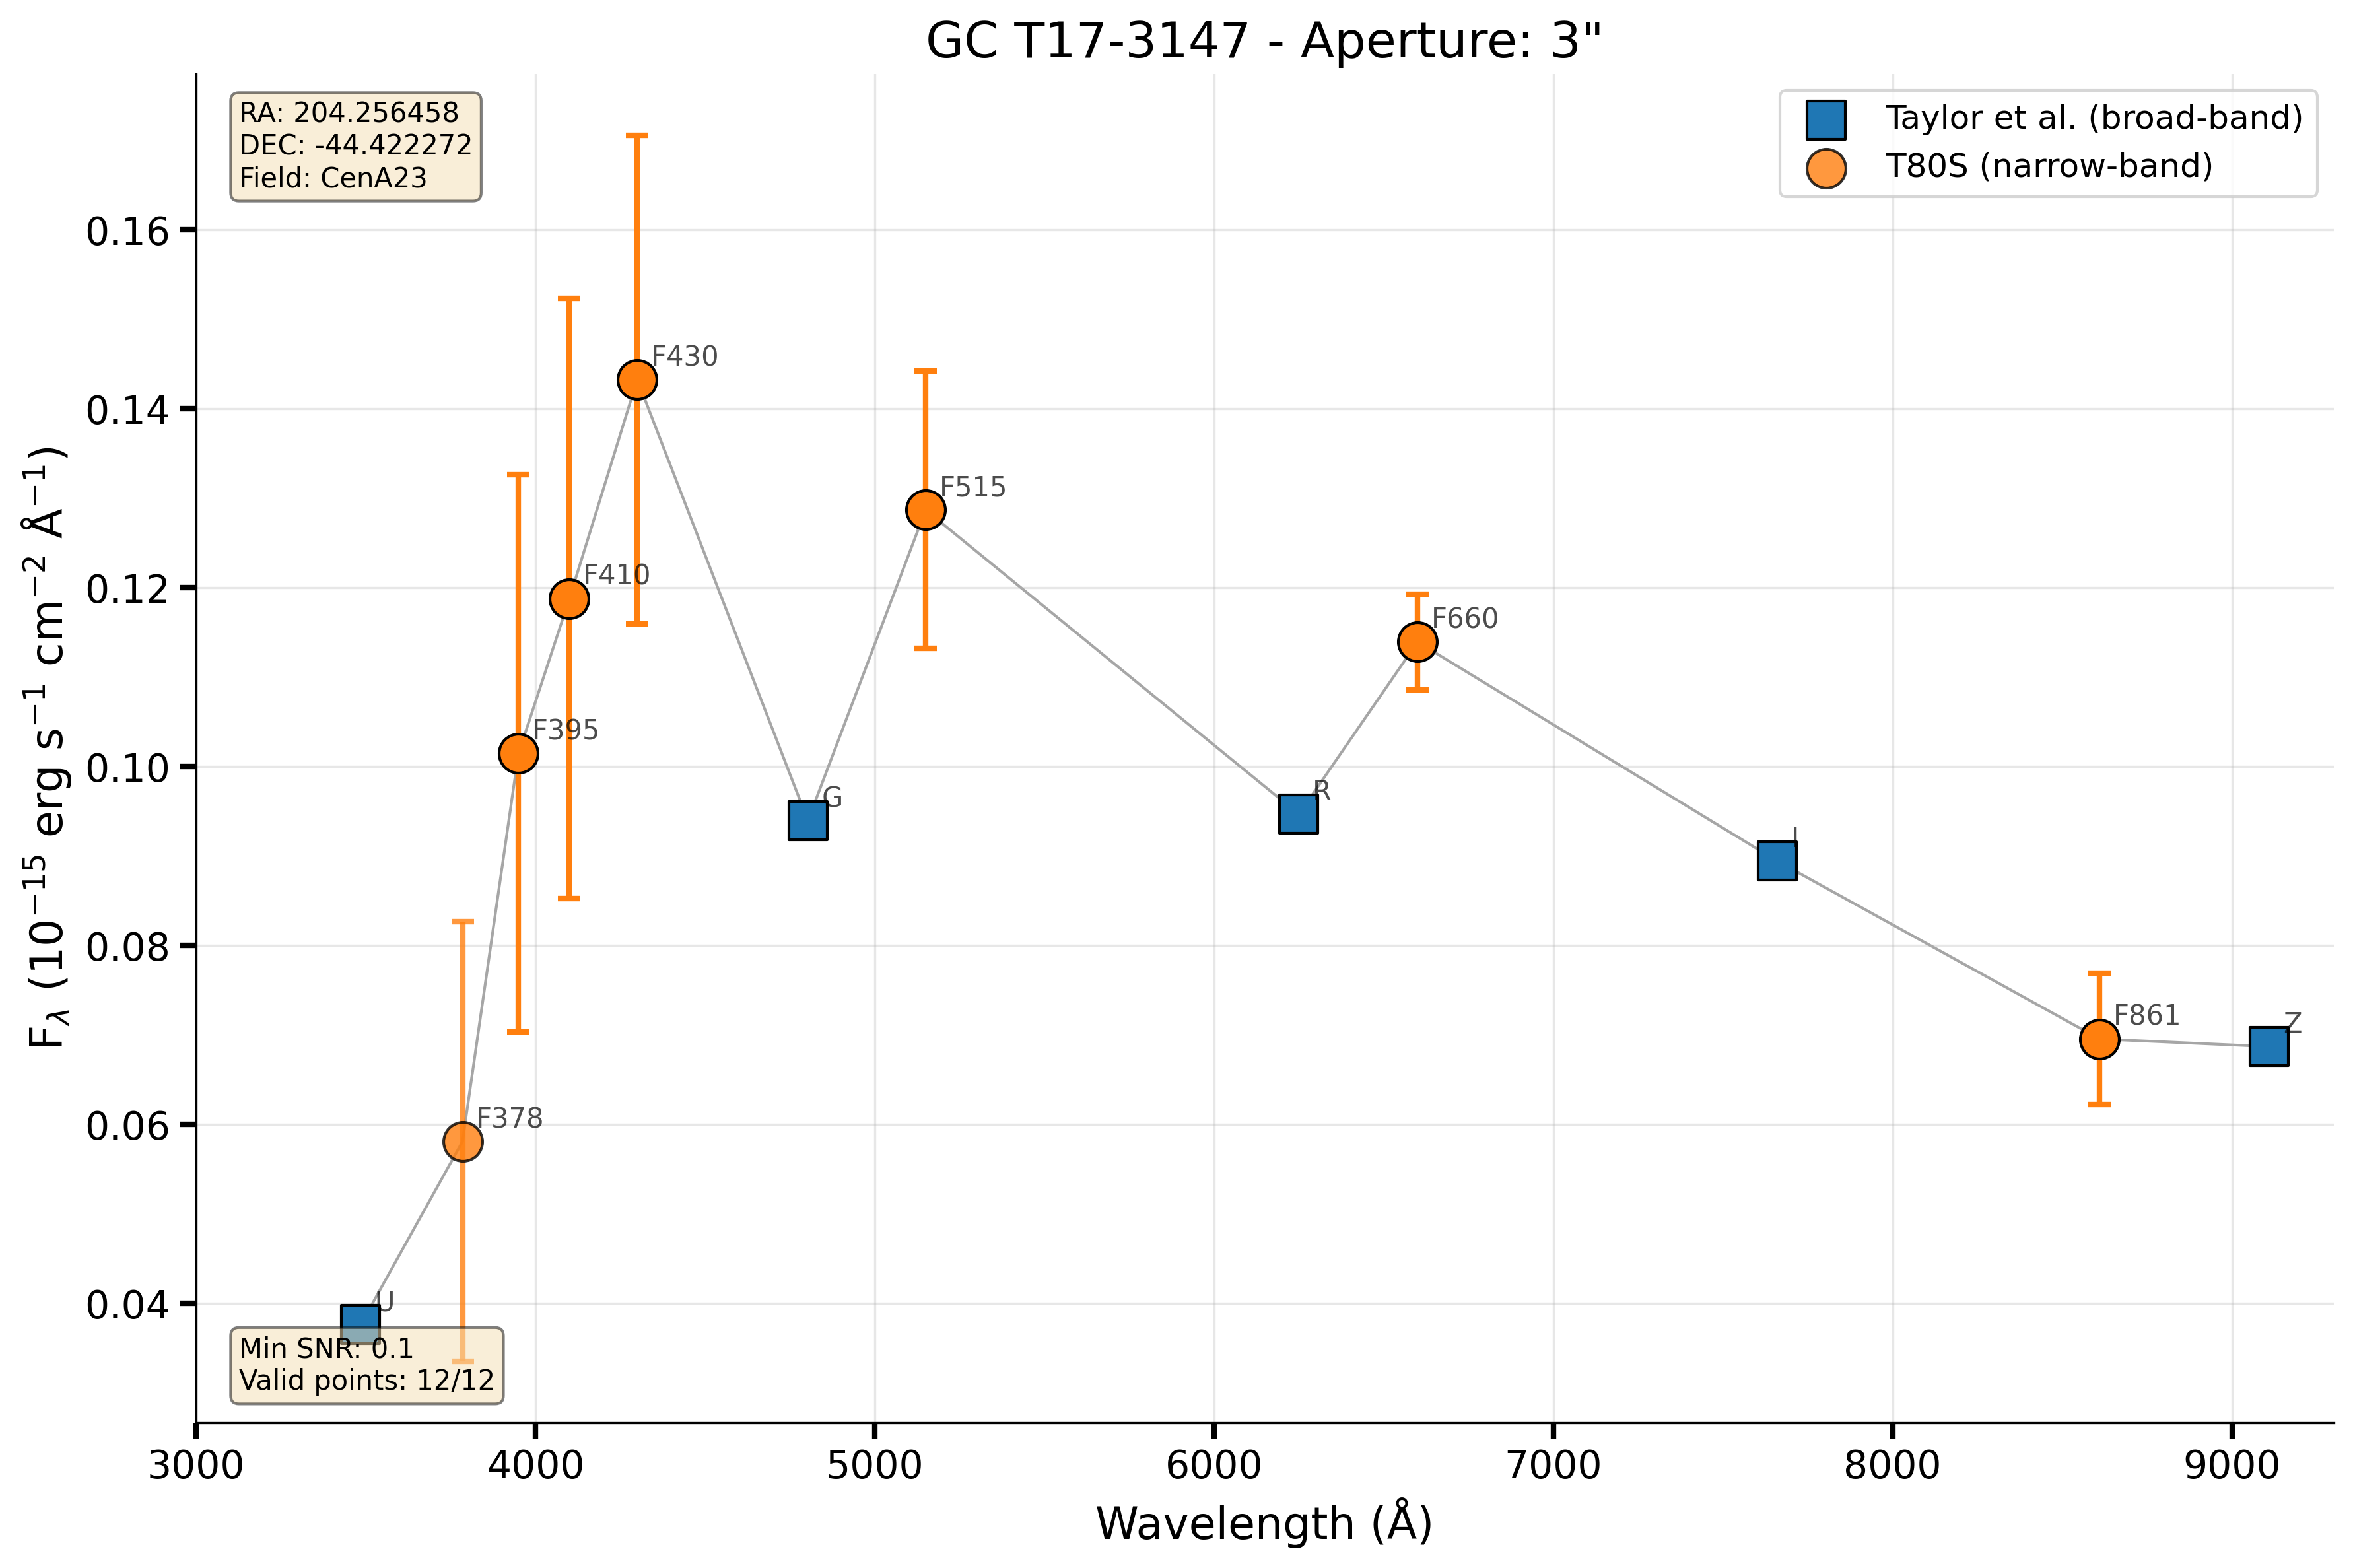 GC T17-3147 - Aperture: 3"
RA: 204.256458
DEC: -44.422272
Field: CenA23
Taylor et al. (broad-band)
T80S (narrow-band)
F430
F515
F410
F660
F395
G
R
I
F378
F861
Z
U
Min SNR: 0.1
Valid points: 12/12
0.16
0.14
0.12
0.10
0.08
0.06
0.04
F_λ (10⁻¹⁵ erg s⁻¹ cm⁻² Å⁻¹)
3000 4000 5000 6000 7000 8000 9000
Wavelength (Å)